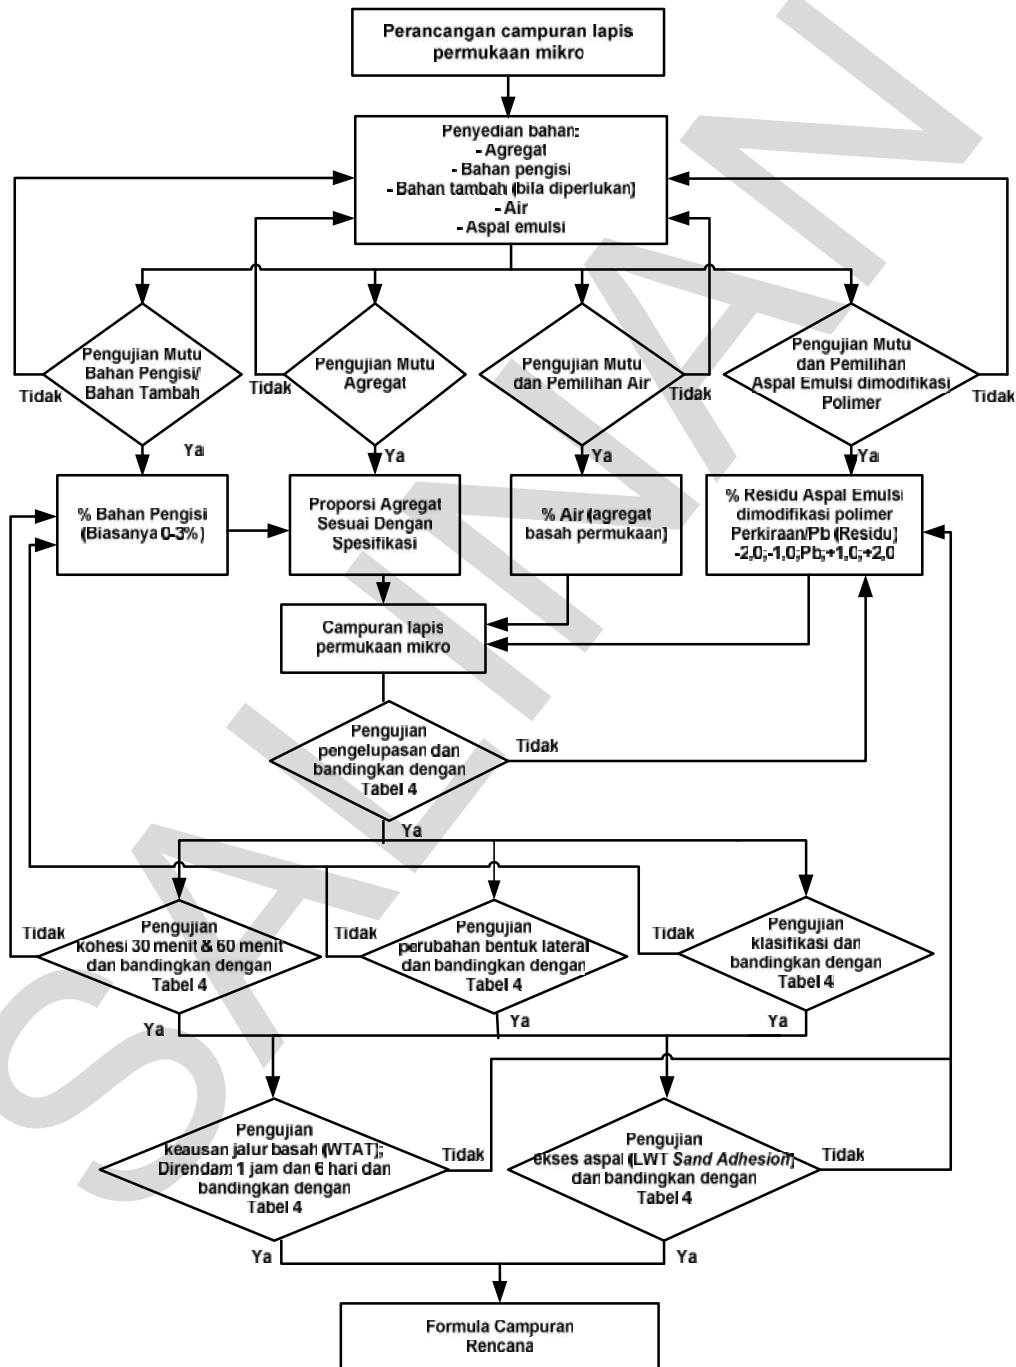 Perancangan campuran lapis
permukaan mikro
Penyedian bahan:
- Agregat
- Bahan pengisi
- Bahan tambah (bila diperlukan)
- Air
- Aspal emulsi
Pengujian Mutu
Bahan Pengisi/
Bahan Tambah
Tidak
Ya
Pengujian Mutu
Agregat
Tidak
Ya
Pengujian Mutu
dan Pemilihan Air
Tidak
Ya
Pengujian Mutu
dan Pemilihan
Aspal Emulsi dimodifikasi
Polimer
Tidak
Ya
% Bahan Pengisi
(Biasanya 0-3%)
Proporsi Agregat
Sesuai Dengan
Spesifikasi
% Air (agregat
basah permukaan)
% Residu Aspal Emulsi
dimodifikasi polimer
Perkiraan/Pb (Residu)
-2,0;-1,0;Pb;+1,0;+2,0
Campuran lapis
permukaan mikro
Pengujian
pengelupasan dan
bandingkan dengan
Tabel 4
Tidak
Ya
Pengujian
kohesi 30 menit & 60 menit
dan bandingkan dengan
Tabel 4
Tidak
Ya
Pengujian
perubahan bentuk lateral
dan bandingkan dengan
Tabel 4
Tidak
Ya
Pengujian
klasifikasi dan
bandingkan dengan
Tabel 4
Tidak
Ya
Pengujian
keausan jalur basah (WTAT);
Direndam 1 jam dan 6 hari dan
bandingkan dengan
Tabel 4
Tidak
Ya
Pengujian
ekses aspal (LWT Sand Adhesion)
dan bandingkan dengan
Tabel 4
Tidak
Ya
Formula Campuran
Rencana
SALINAN